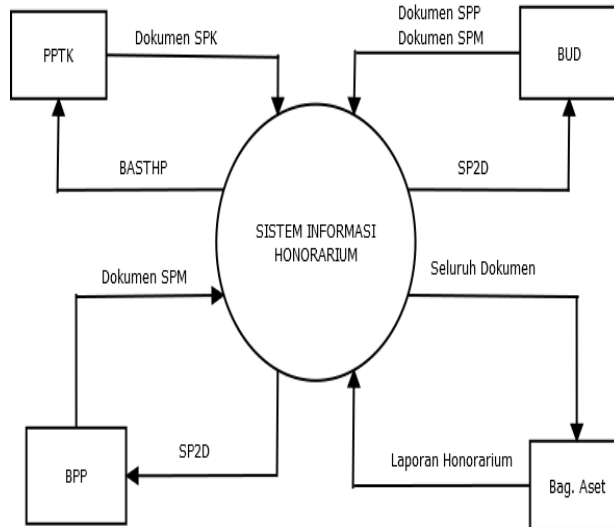 Dokumen SPP
Dokumen SPK
Dokumen SPM
PPTK
BUD
BASTHP
SP2D
SISTEM INFORMASI
HONORARIUM
Seluruh Dokumen
Dokumen SPM
SP2D
Laporan Honorarium
BPP
Bag. Aset